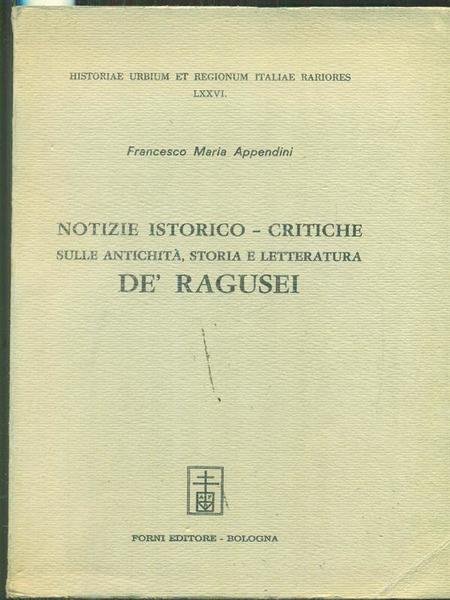 HISTORIAE URBIUM ET REGIONUM ITALIAE RARIORES
LXXVI.
Francesco Maria Appendini
NOTIZIE ISTORICO - CRITICHE
SULLE ANTICHITÀ, STORIA E LETTERATURA
DE' RAGUSEI
FORNI EDITORE - BOLOGNA